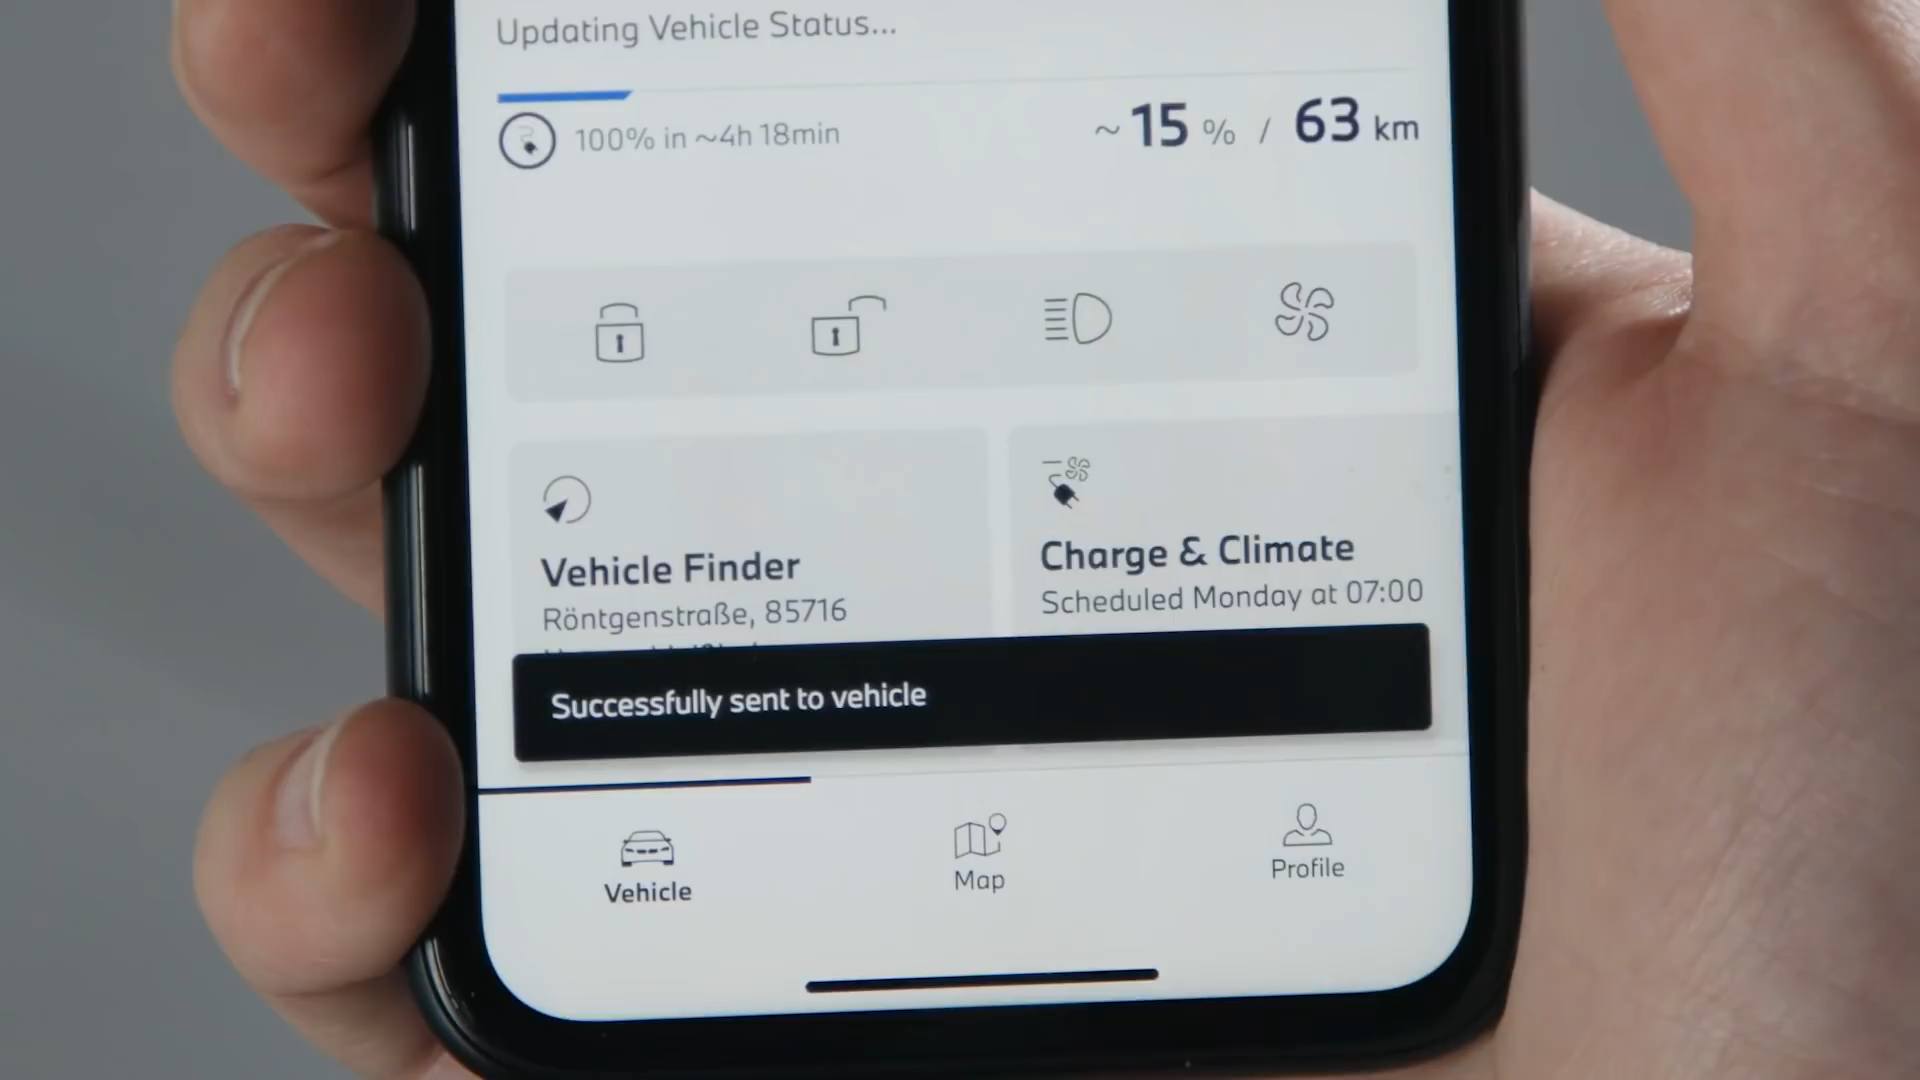 Updating Vehicle Status...
100% in ~4h 18min
~ 15 % / 63 km
Vehicle Finder
Röntgenstraße, 85716
Charge & Climate
Scheduled Monday at 07:00
Successfully sent to vehicle
Vehicle
Map
Profile